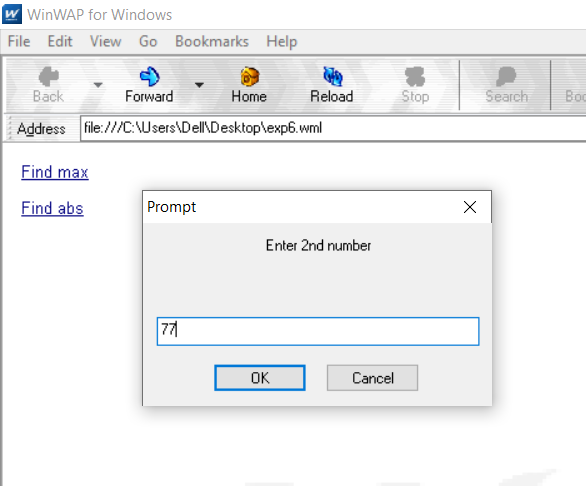 WinWAP for Windows
File Edit View Go Bookmarks Help
Back Forward Home Reload Stop Search Boo
Address file:///C:\Users\Dell\Desktop\exp6.wml
Find max
Find abs
Prompt
Enter 2nd number
77
OK Cancel